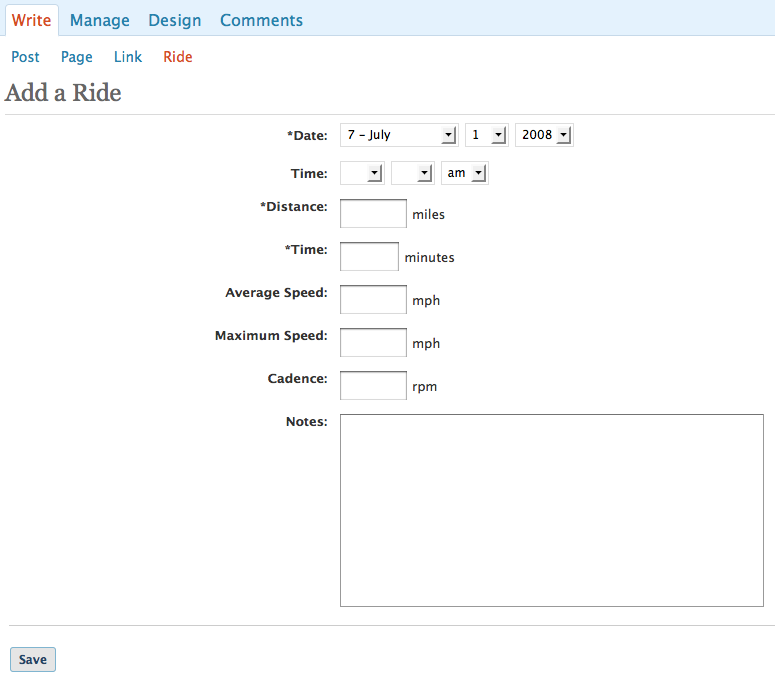 Write Manage Design Comments
Post Page Link Ride
Add a Ride
*Date: 7 - July 1 2008
Time: am
*Distance: miles
*Time: minutes
Average Speed: mph
Maximum Speed: mph
Cadence: rpm
Notes:
Save